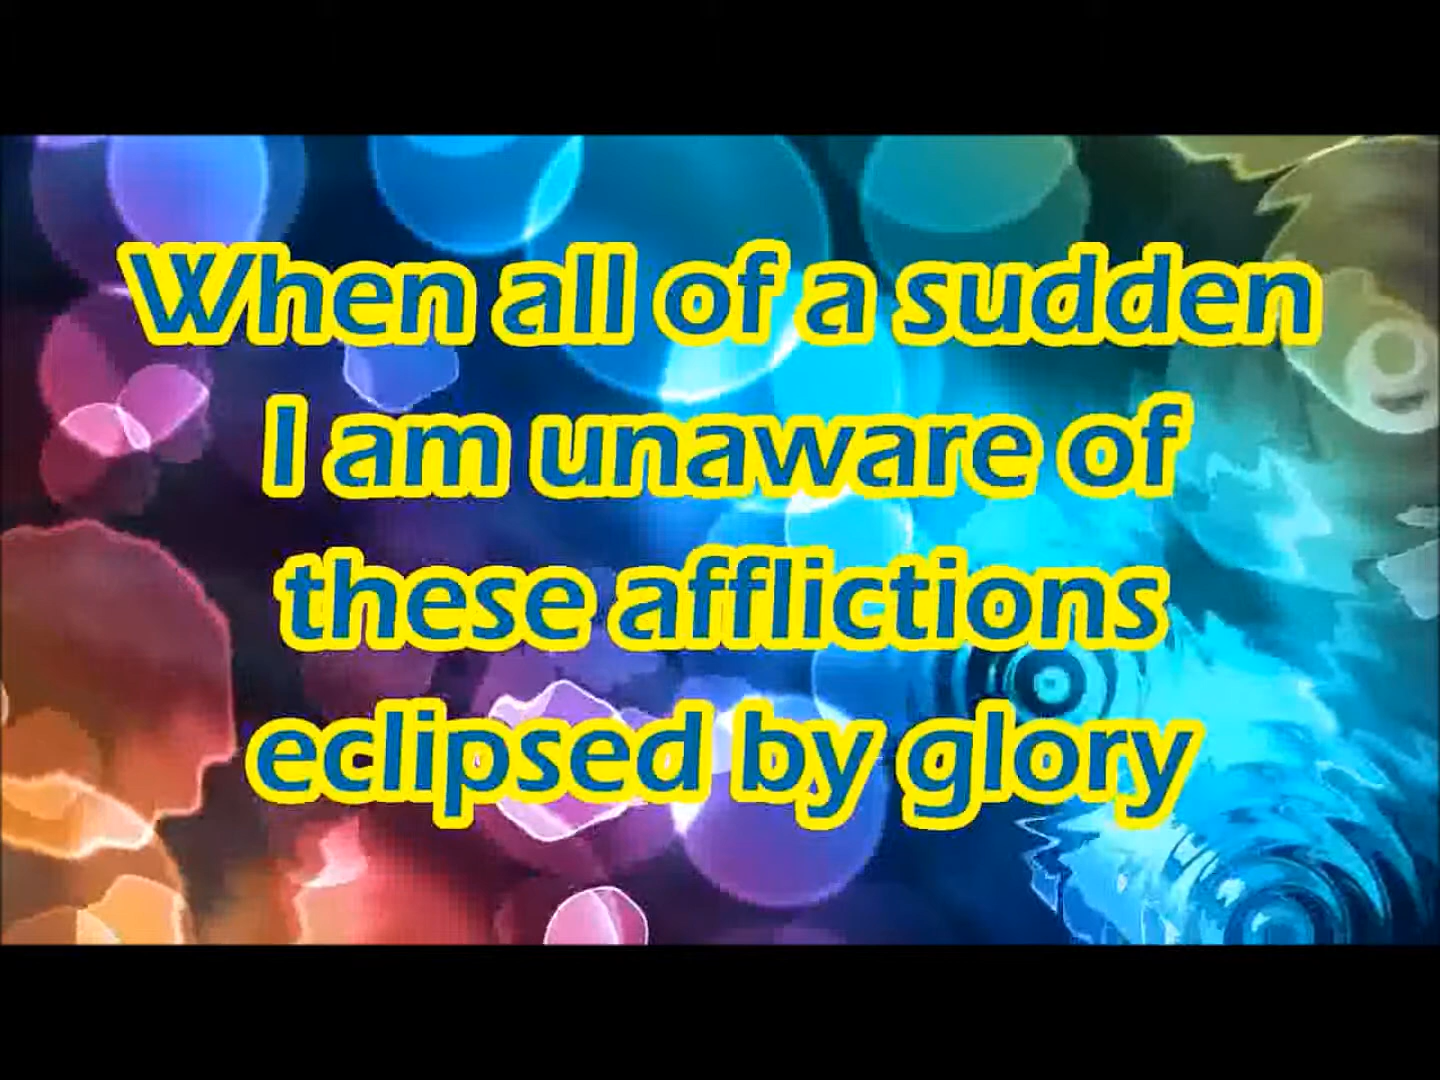 When all of a sudden
I am unaware of
these afflictions
eclipsed by glory